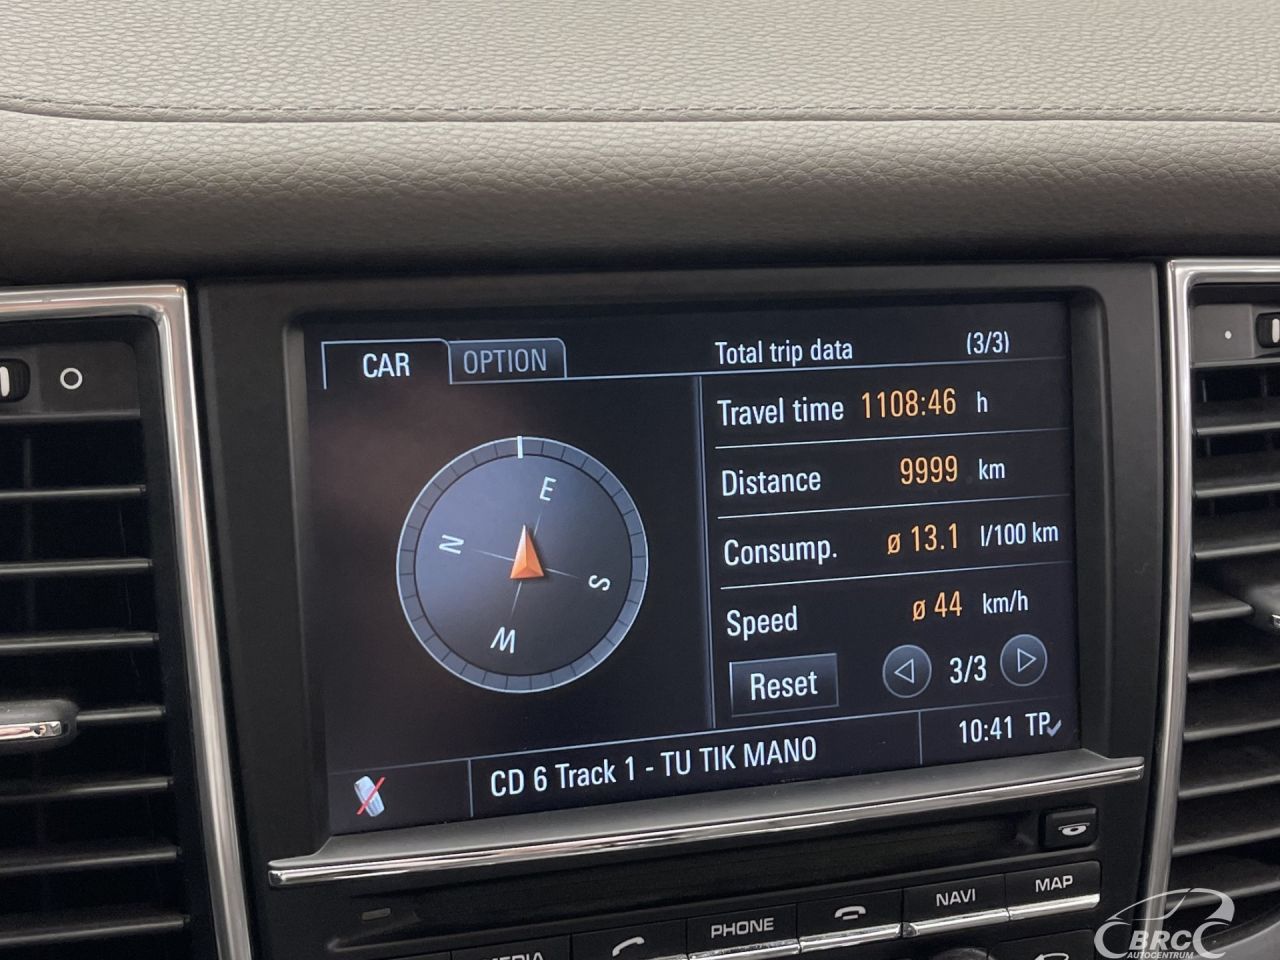 CAR OPTION Total trip data (3/3)
Travel time 1108:46 h
Distance 9999 km
Consump. ø 13.1 l/100 km
Speed ø 44 km/h
Reset 3/3
E
N
S
W
CD 6 Track 1 - TU TIK MANO 10:41 TP
PHONE NAVI MAP
BRC
AUTOCENTRUM